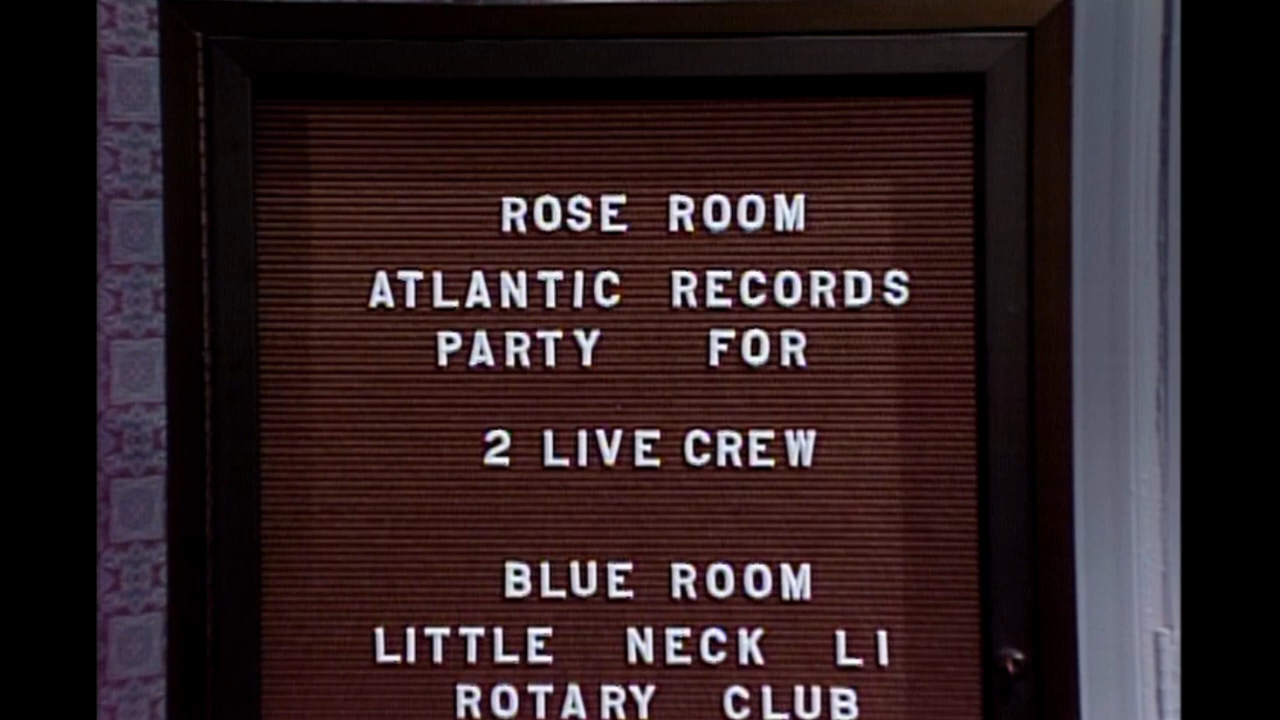 ROSE ROOM
ATLANTIC RECORDS
PARTY FOR
2 LIVE CREW
BLUE ROOM
LITTLE NECK LI
ROTARY CLUB